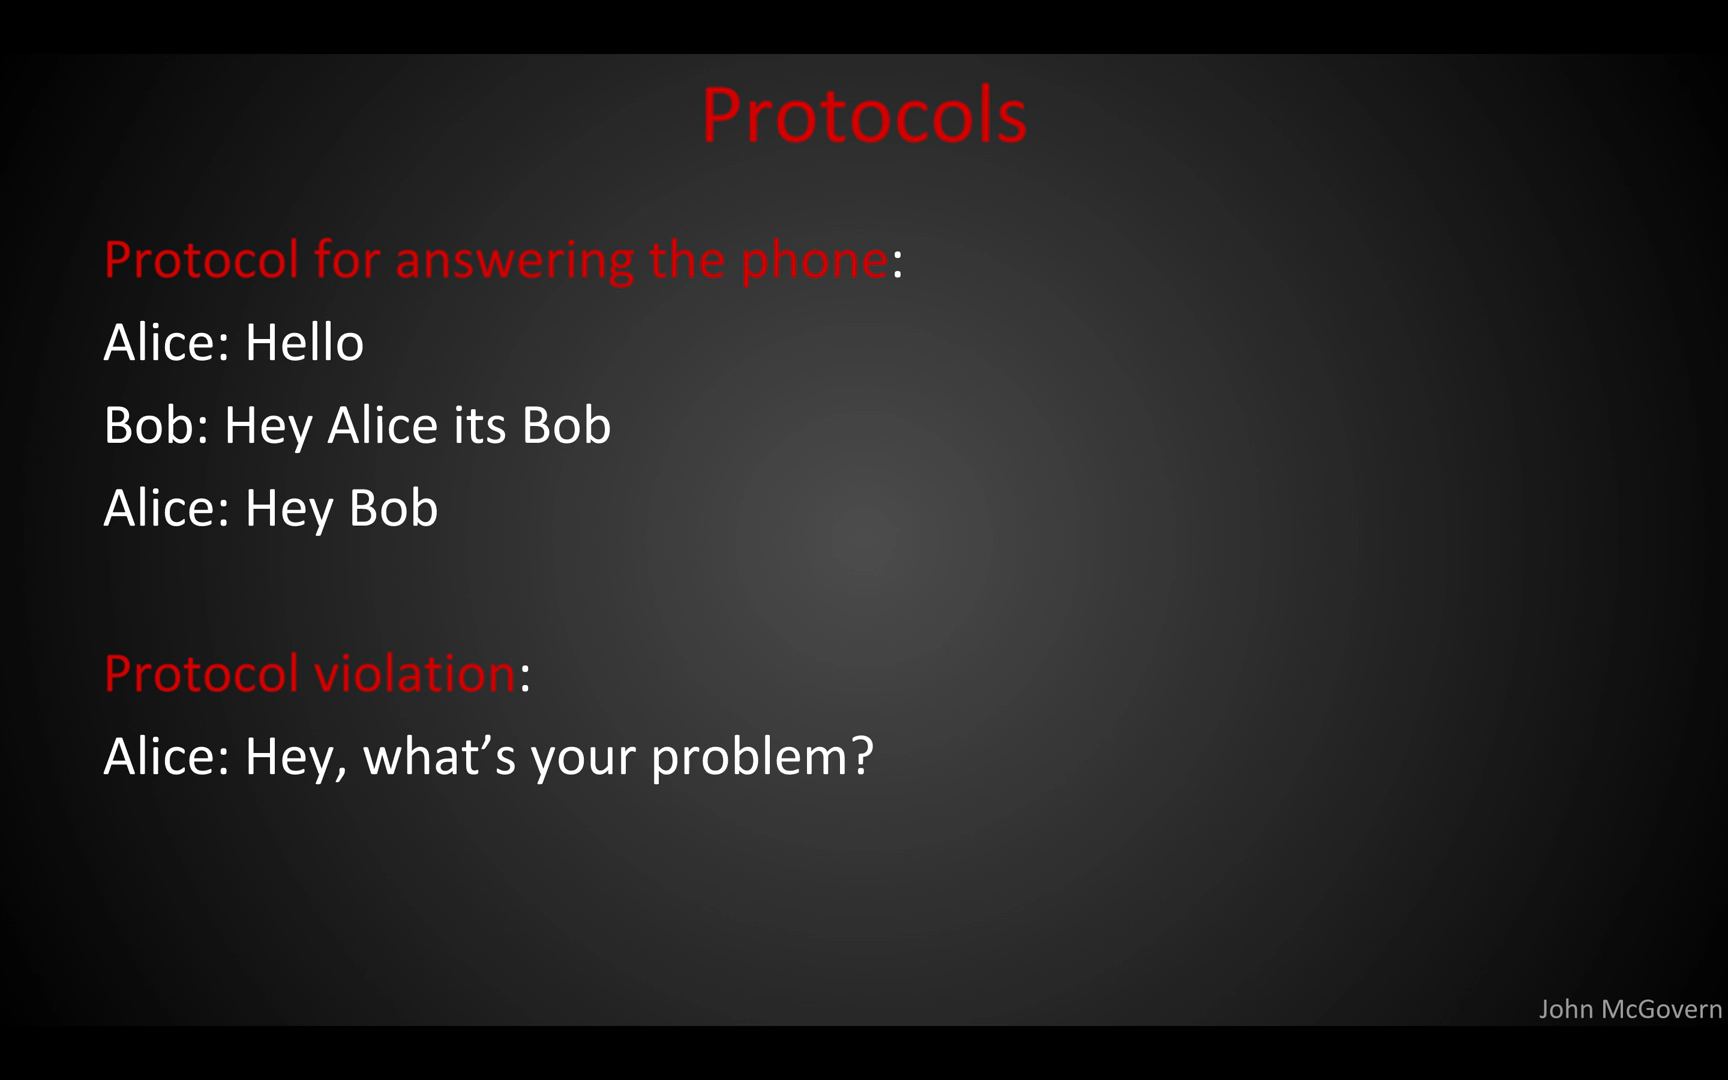 Protocols
Protocol for answering the phone:
Alice: Hello
Bob: Hey Alice its Bob
Alice: Hey Bob
Protocol violation:
Alice: Hey, what’s your problem?
John McGovern